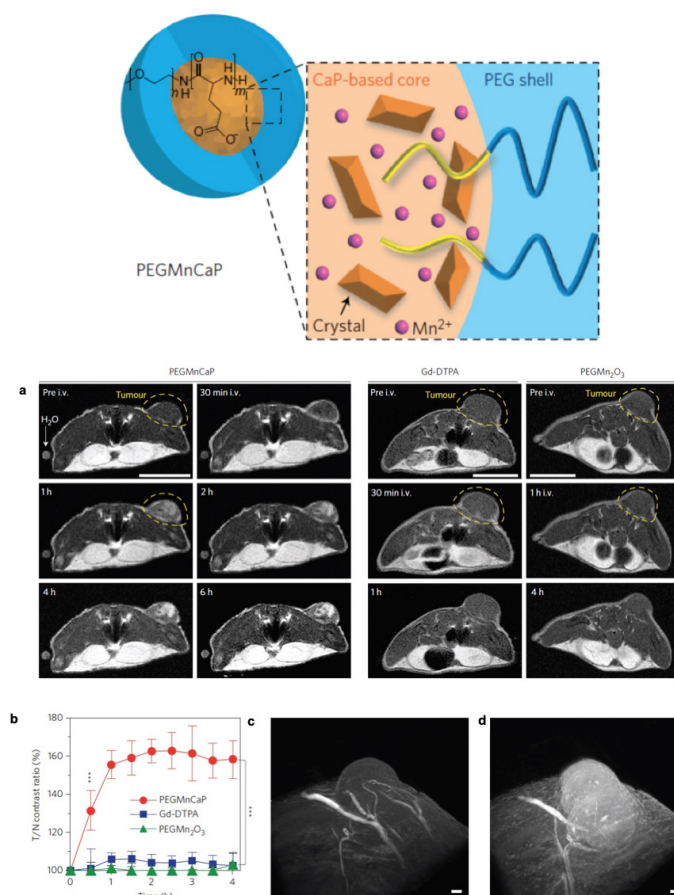 O
O
n
N
H
H
N
m
H
O
O⁻
PEGMnCaP
CaP-based core
PEG shell
Crystal
Mn²⁺
a
PEGMnCaP
Gd-DTPA
PEGMn₂O₃
Pre i.v.
Tumour
30 min i.v.
Pre i.v.
Tumour
Pre i.v.
Tumour
H₂O
1 h
2 h
30 min i.v.
1 h i.v.
4 h
6 h
1 h
4 h
b
T/N contrast ratio (%)
180
160
140
120
100
***
PEGMnCaP
Gd-DTPA
PEGMn₂O₃
***
0 1 2 3 4
c
d